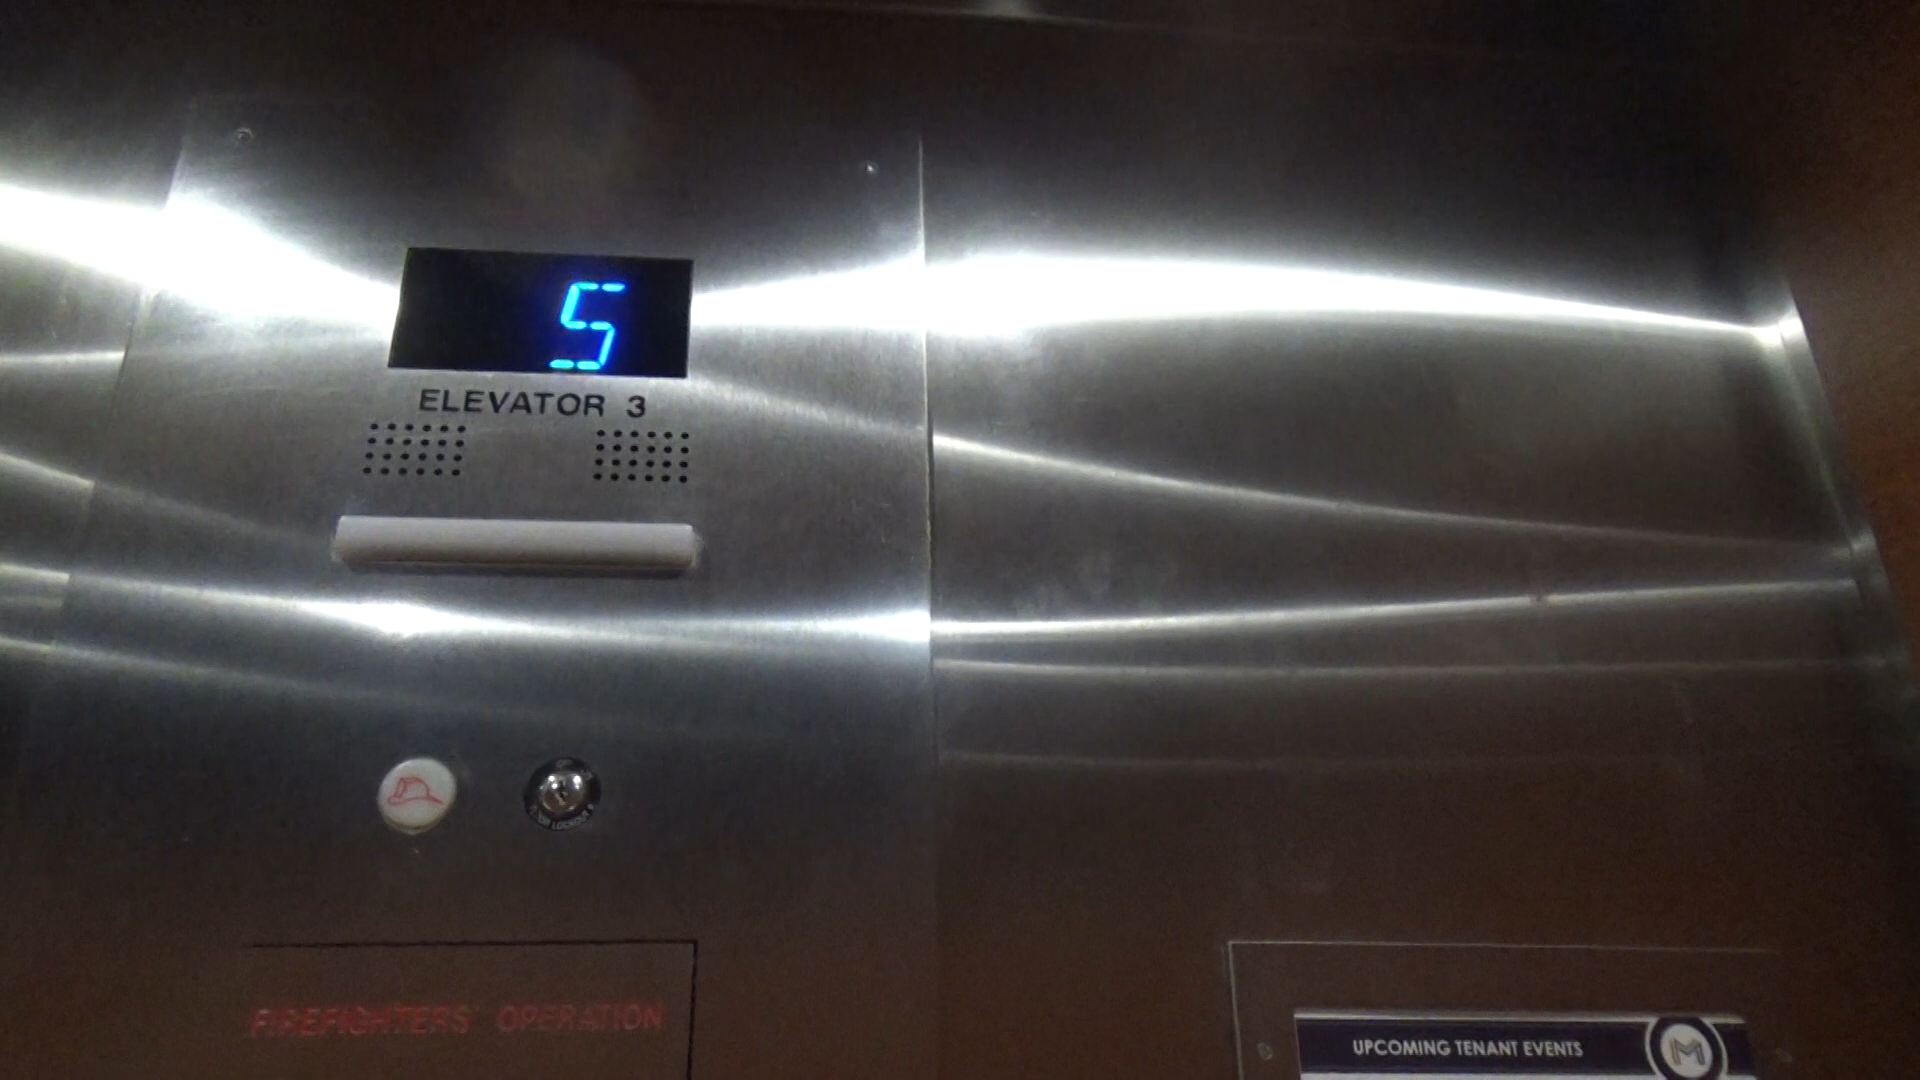 5
ELEVATOR 3
FIREFIGHTERS OPERATION
UPCOMING TENANT EVENTS
M